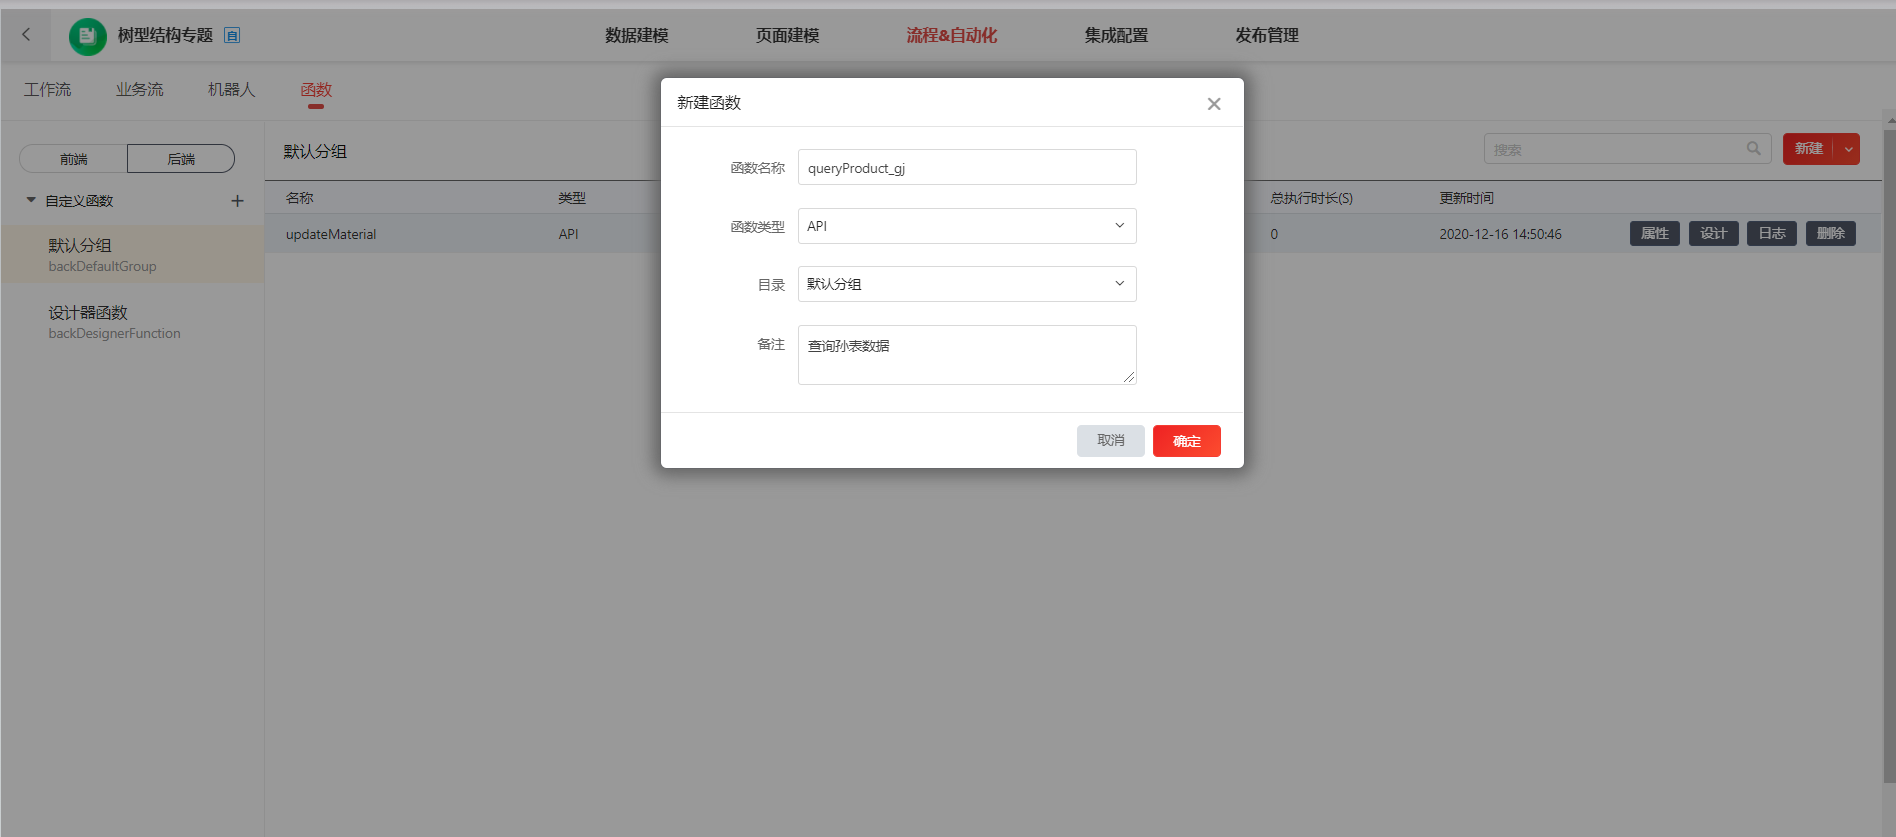 树型结构专题 自
数据建模 页面建模 流程&自动化 集成配置 发布管理
工作流 业务流 机器人 函数
前端 后端
自定义函数
默认分组
backDefaultGroup
设计器函数
backDesignerFunction
默认分组
搜索
新建
名称 类型 总执行时长(S) 更新时间
updateMaterial API 0 2020-12-16 14:50:46 属性 设计 日志 删除
新建函数
函数名称 queryProduct_gj
函数类型 API
目录 默认分组
备注 查询孙表数据
取消 确定